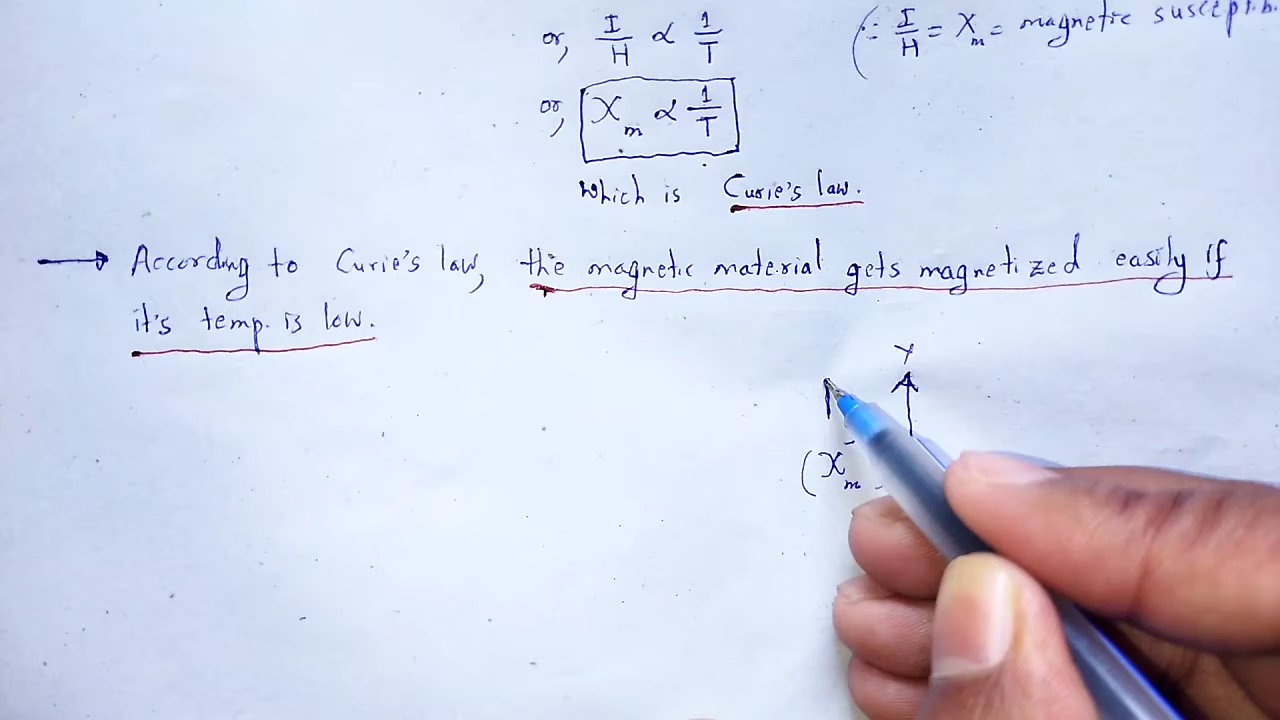 or, I/H ∝ 1/T (∵ I/H = χm = magnetic
or, χm ∝ 1/T
which is Curie's law.
→ According to Curie's law, the magnetic material gets magnetized easily if
it's temp. is low.
Y
(χm